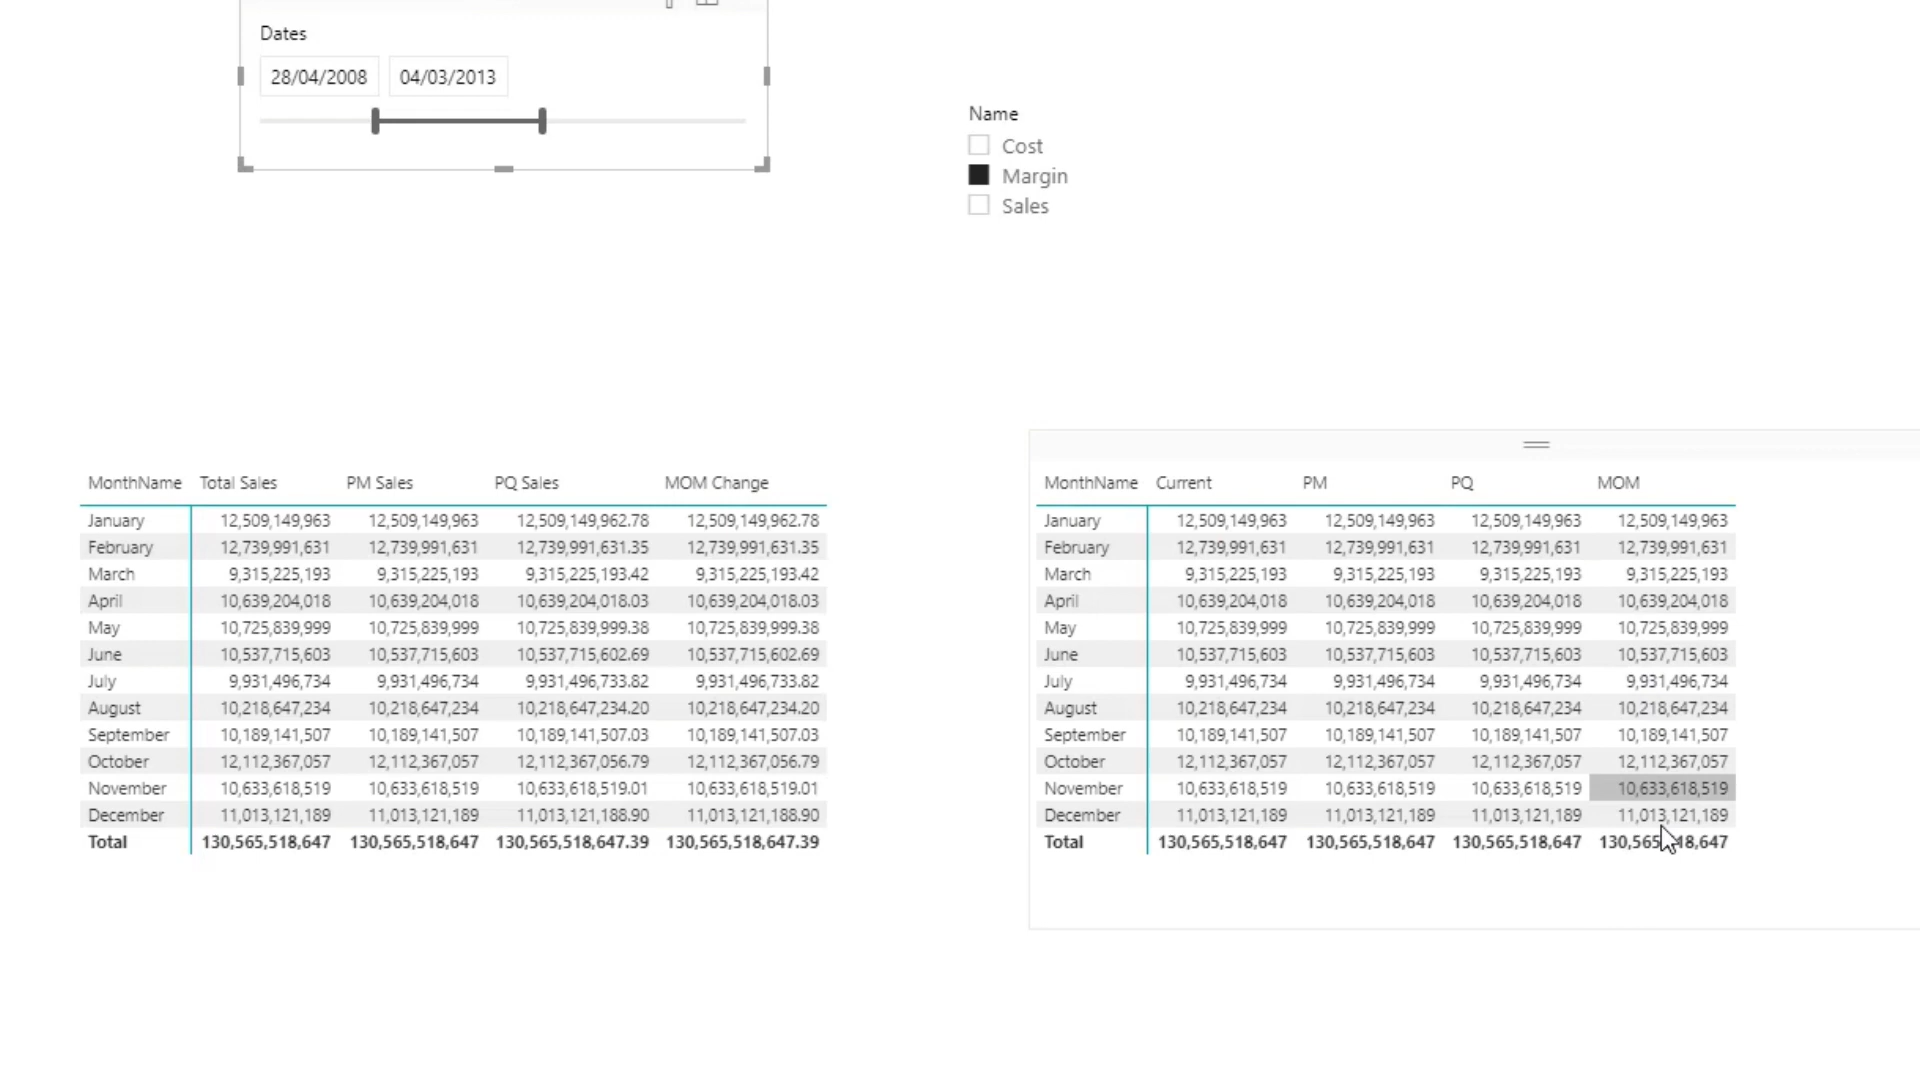 Dates
28/04/2008 04/03/2013
Name
Cost
Margin
Sales
MonthName Total Sales PM Sales PQ Sales MOM Change
January 12,509,149,963 12,509,149,963 12,509,149,962.78 12,509,149,962.78
February 12,739,991,631 12,739,991,631 12,739,991,631.35 12,739,991,631.35
March 9,315,225,193 9,315,225,193 9,315,225,193.42 9,315,225,193.42
April 10,639,204,018 10,639,204,018 10,639,204,018.03 10,639,204,018.03
May 10,725,839,999 10,725,839,999 10,725,839,999.38 10,725,839,999.38
June 10,537,715,603 10,537,715,603 10,537,715,602.69 10,537,715,602.69
July 9,931,496,734 9,931,496,734 9,931,496,733.82 9,931,496,733.82
August 10,218,647,234 10,218,647,234 10,218,647,234.20 10,218,647,234.20
September 10,189,141,507 10,189,141,507 10,189,141,507.03 10,189,141,507.03
October 12,112,367,057 12,112,367,057 12,112,367,056.79 12,112,367,056.79
November 10,633,618,519 10,633,618,519 10,633,618,519.01 10,633,618,519.01
December 11,013,121,189 11,013,121,189 11,013,121,188.90 11,013,121,188.90
Total 130,565,518,647 130,565,518,647 130,565,518,647.39 130,565,518,647.39
MonthName Current PM PQ MOM
January 12,509,149,963 12,509,149,963 12,509,149,963 12,509,149,963
February 12,739,991,631 12,739,991,631 12,739,991,631 12,739,991,631
March 9,315,225,193 9,315,225,193 9,315,225,193 9,315,225,193
April 10,639,204,018 10,639,204,018 10,639,204,018 10,639,204,018
May 10,725,839,999 10,725,839,999 10,725,839,999 10,725,839,999
June 10,537,715,603 10,537,715,603 10,537,715,603 10,537,715,603
July 9,931,496,734 9,931,496,734 9,931,496,734 9,931,496,734
August 10,218,647,234 10,218,647,234 10,218,647,234 10,218,647,234
September 10,189,141,507 10,189,141,507 10,189,141,507 10,189,141,507
October 12,112,367,057 12,112,367,057 12,112,367,057 12,112,367,057
November 10,633,618,519 10,633,618,519 10,633,618,519 10,633,618,519
December 11,013,121,189 11,013,121,189 11,013,121,189 11,013,121,189
Total 130,565,518,647 130,565,518,647 130,565,518,647 130,565,518,647